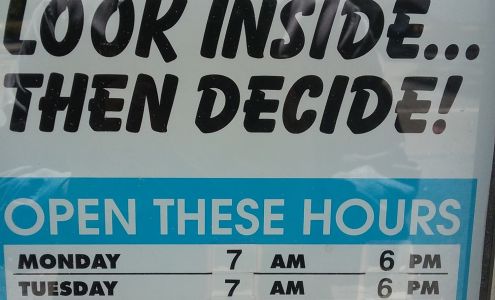 LOOK INSIDE...
THEN DECIDE!
OPEN THESE HOURS
MONDAY 7 AM 6 PM
TUESDAY 7 AM 6 PM